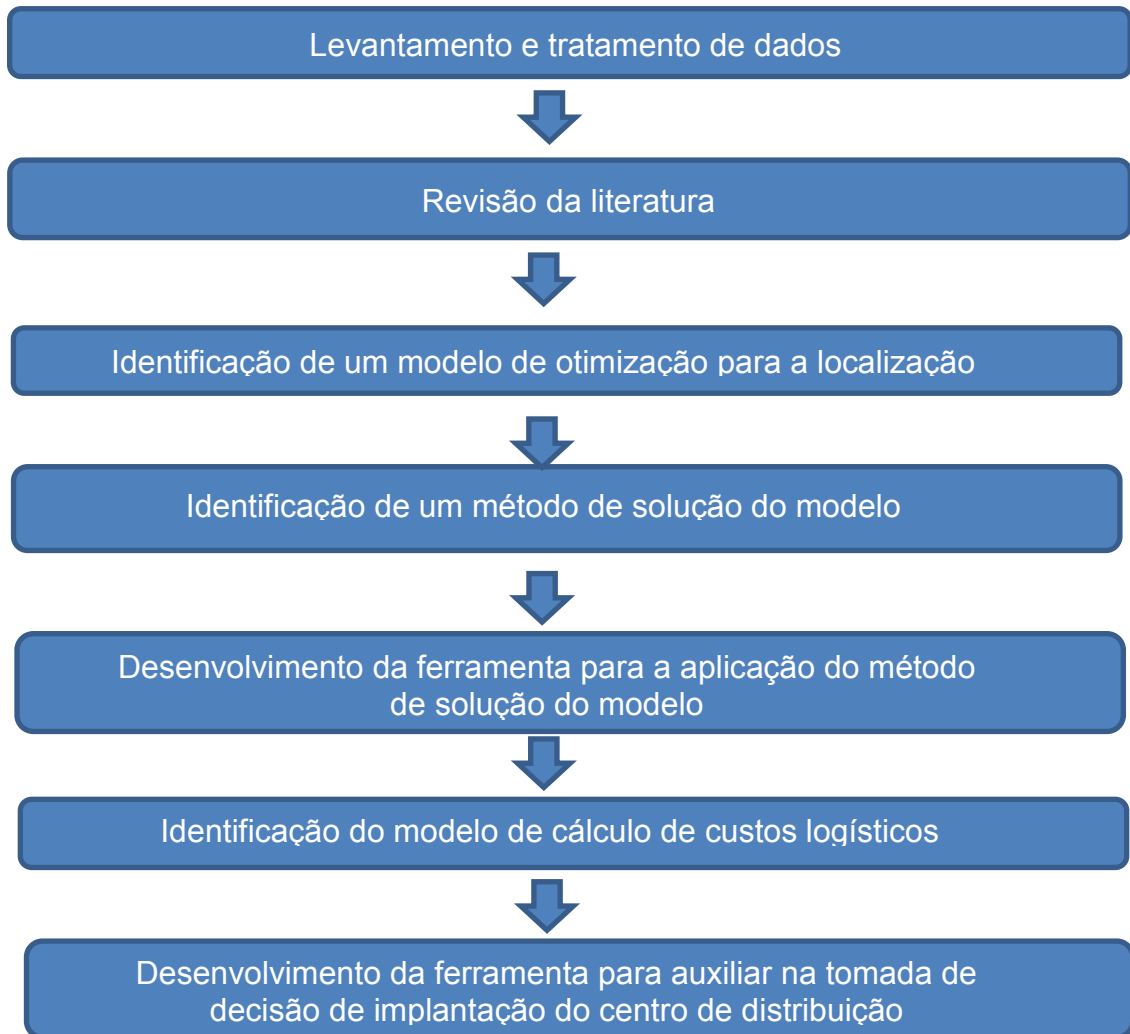 Levantamento e tratamento de dados
Revisão da literatura
Identificação de um modelo de otimização para a localização
Identificação de um método de solução do modelo
Desenvolvimento da ferramenta para a aplicação do método
de solução do modelo
Identificação do modelo de cálculo de custos logísticos
Desenvolvimento da ferramenta para auxiliar na tomada de
decisão de implantação do centro de distribuição